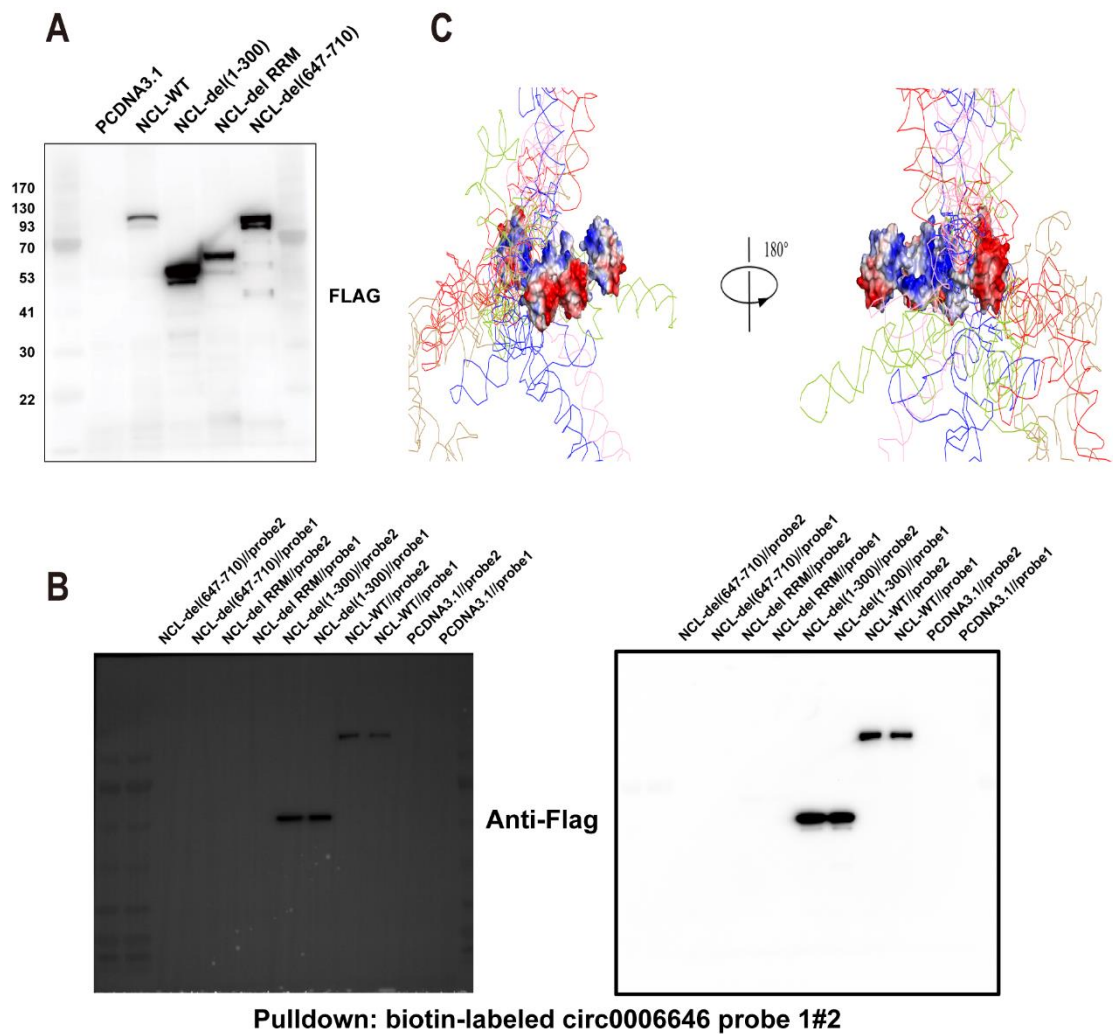 A
PCDNA3.1
NCL-WT
NCL-del(1-300)
NCL-del RRM
NCL-del(647-710)
170
130
93
70
53
41
30
22
FLAG
C
180°
B
NCL-del(647-710)//probe2
NCL-del(647-710)//probe1
NCL-del RRM//probe2
NCL-del RRM//probe1
NCL-del(1-300)//probe2
NCL-del(1-300)//probe1
NCL-WT//probe2
NCL-WT//probe1
PCDNA3.1//probe2
PCDNA3.1//probe1
Anti-Flag
NCL-del(647-710)//probe2
NCL-del(647-710)//probe1
NCL-del RRM//probe2
NCL-del RRM//probe1
NCL-del(1-300)//probe2
NCL-del(1-300)//probe1
NCL-WT//probe2
NCL-WT//probe1
PCDNA3.1//probe2
PCDNA3.1//probe1
Pulldown: biotin-labeled circ0006646 probe 1#2